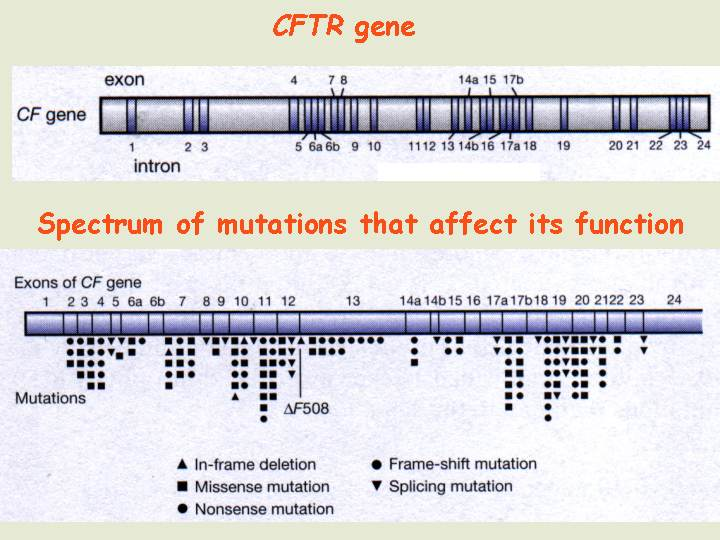 CFTR gene
exon
4 7 8 14a 15 17b
CF gene
1 2 3 5 6a 6b 9 10 11 12 13 14b 16 17a 18 19 20 21 22 23 24
intron
Spectrum of mutations that affect its function
Exons of CF gene
1 2 3 4 5 6a 6b 7 8 9 10 11 12 13 14a 14b 15 16 17a 17b 18 19 20 21 22 23 24
Mutations
ΔF508
▲ In-frame deletion ● Frame-shift mutation
■ Missense mutation ▼ Splicing mutation
● Nonsense mutation